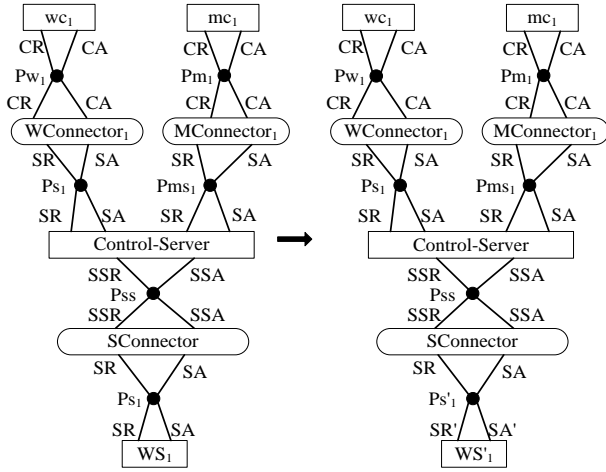 wc₁ mc₁ wc₁ mc₁
CR CA CR CA CR CA CR CA
Pw₁ Pm₁ Pw₁ Pm₁
CR CA CR CA CR CA CR CA
WConnector₁ MConnector₁ WConnector₁ MConnector₁
SR SA SR SA SR SA SR SA
Ps₁ Pms₁ Ps₁ Pms₁
SR SA SR SA SR SA SR SA
Control-Server Control-Server
SSR SSA SSR SSA
Pss Pss
SSR SSA SSR SSA
SConnector SConnector
SR SA SR SA
Ps₁ Ps'₁
SR SA SR' SA'
WS₁ WS'₁